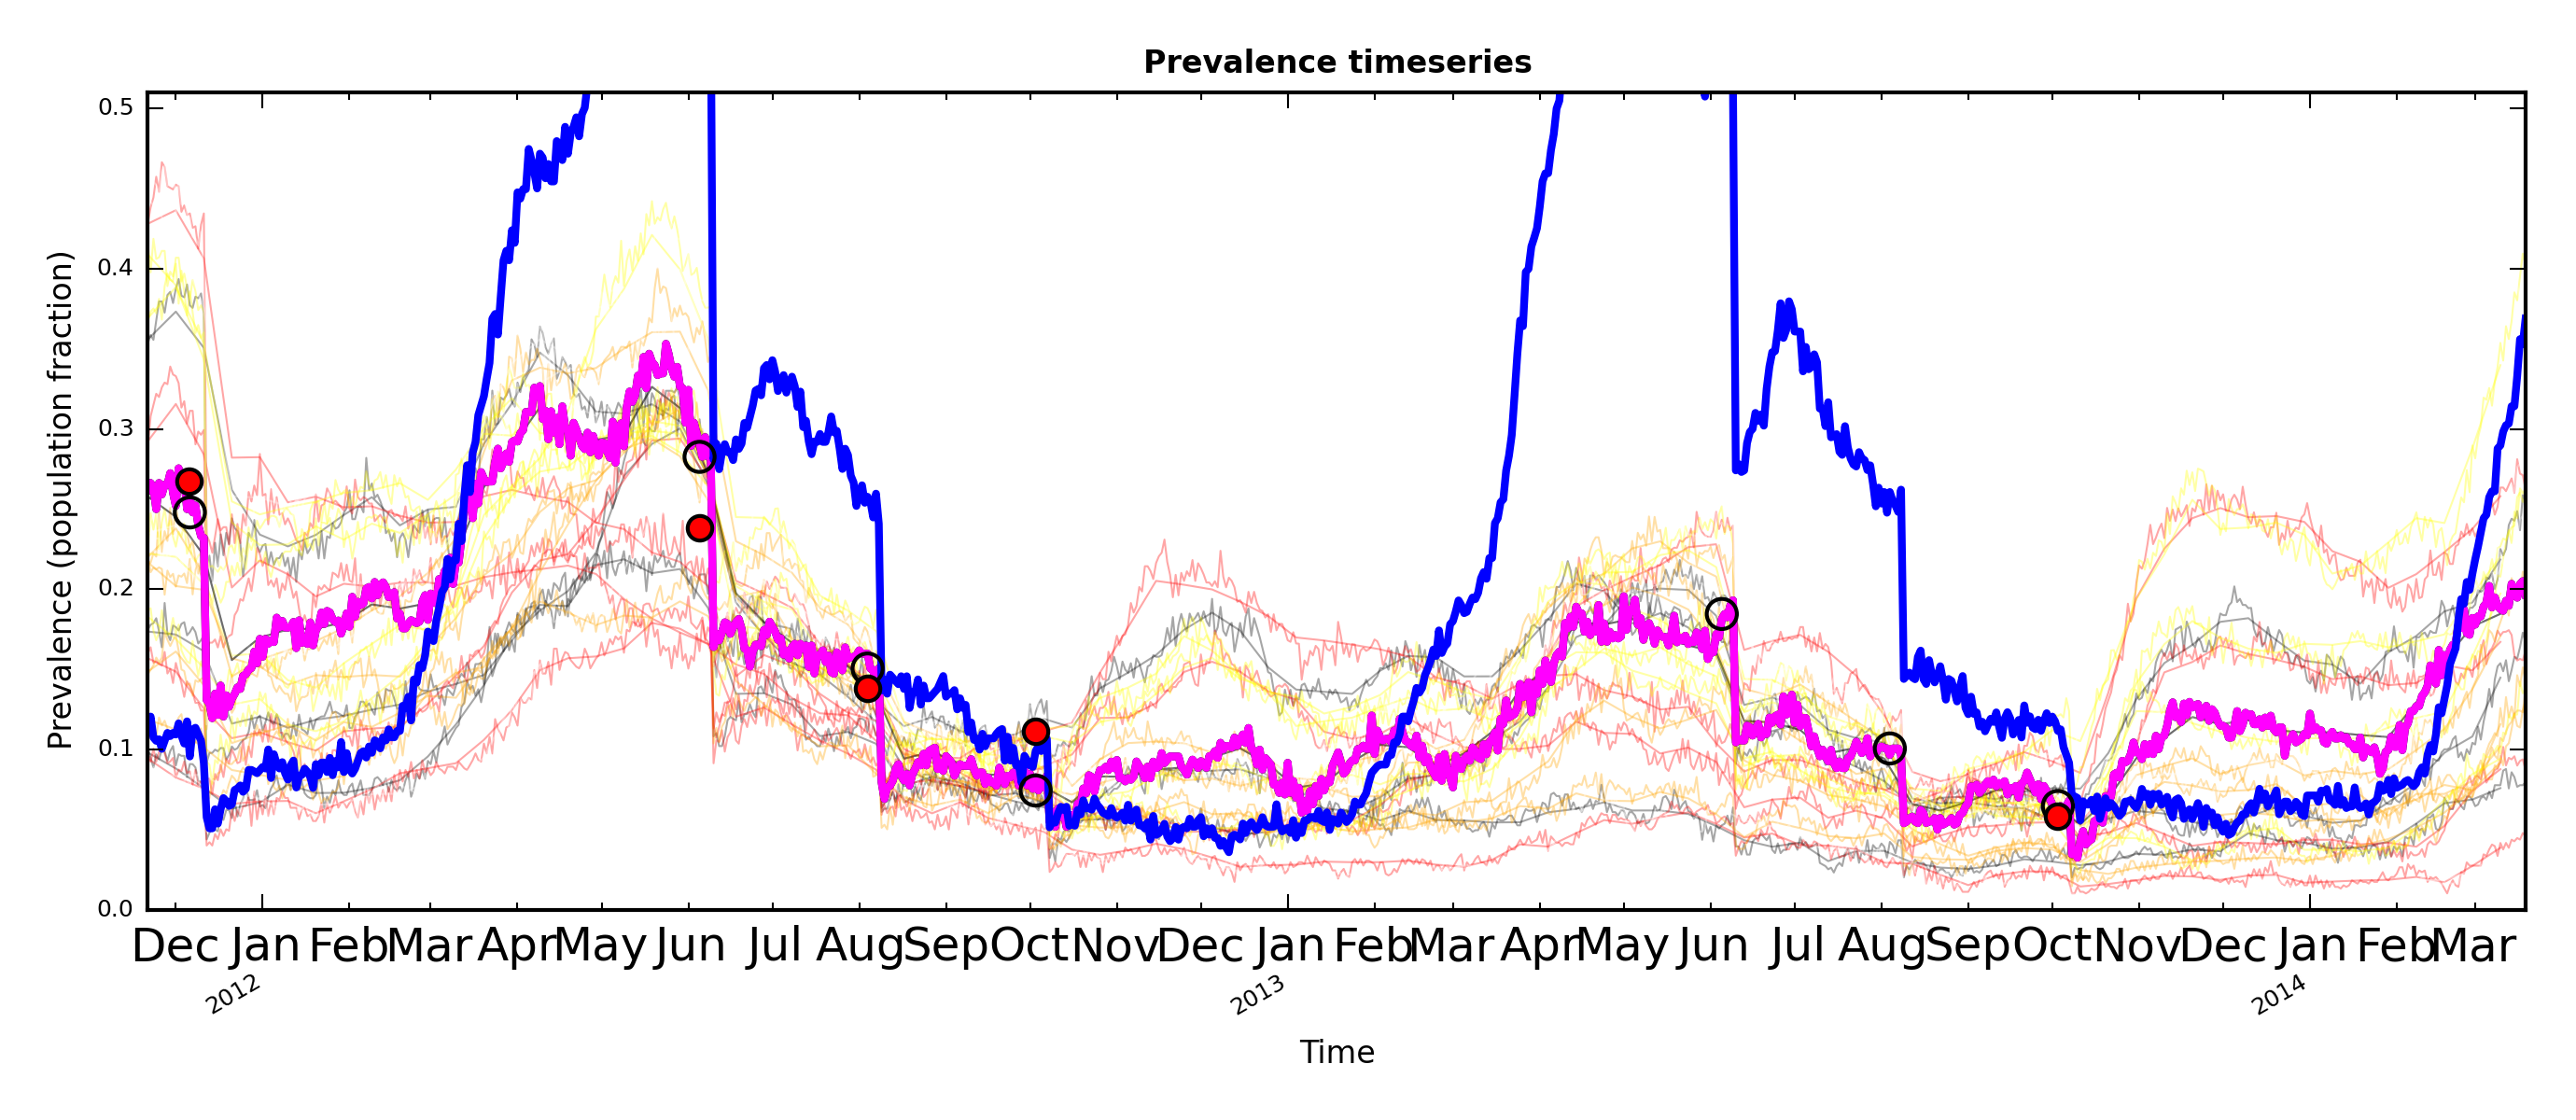 Prevalence timeseries
Prevalence (population fraction)
0.5
0.4
0.3
0.2
0.1
0.0
Dec Jan Feb Mar Apr May Jun Jul Aug Sep Oct Nov Dec Jan Feb Mar Apr May Jun Jul Aug Sep Oct Nov Dec Jan Feb Mar
2012 2013 2014
Time